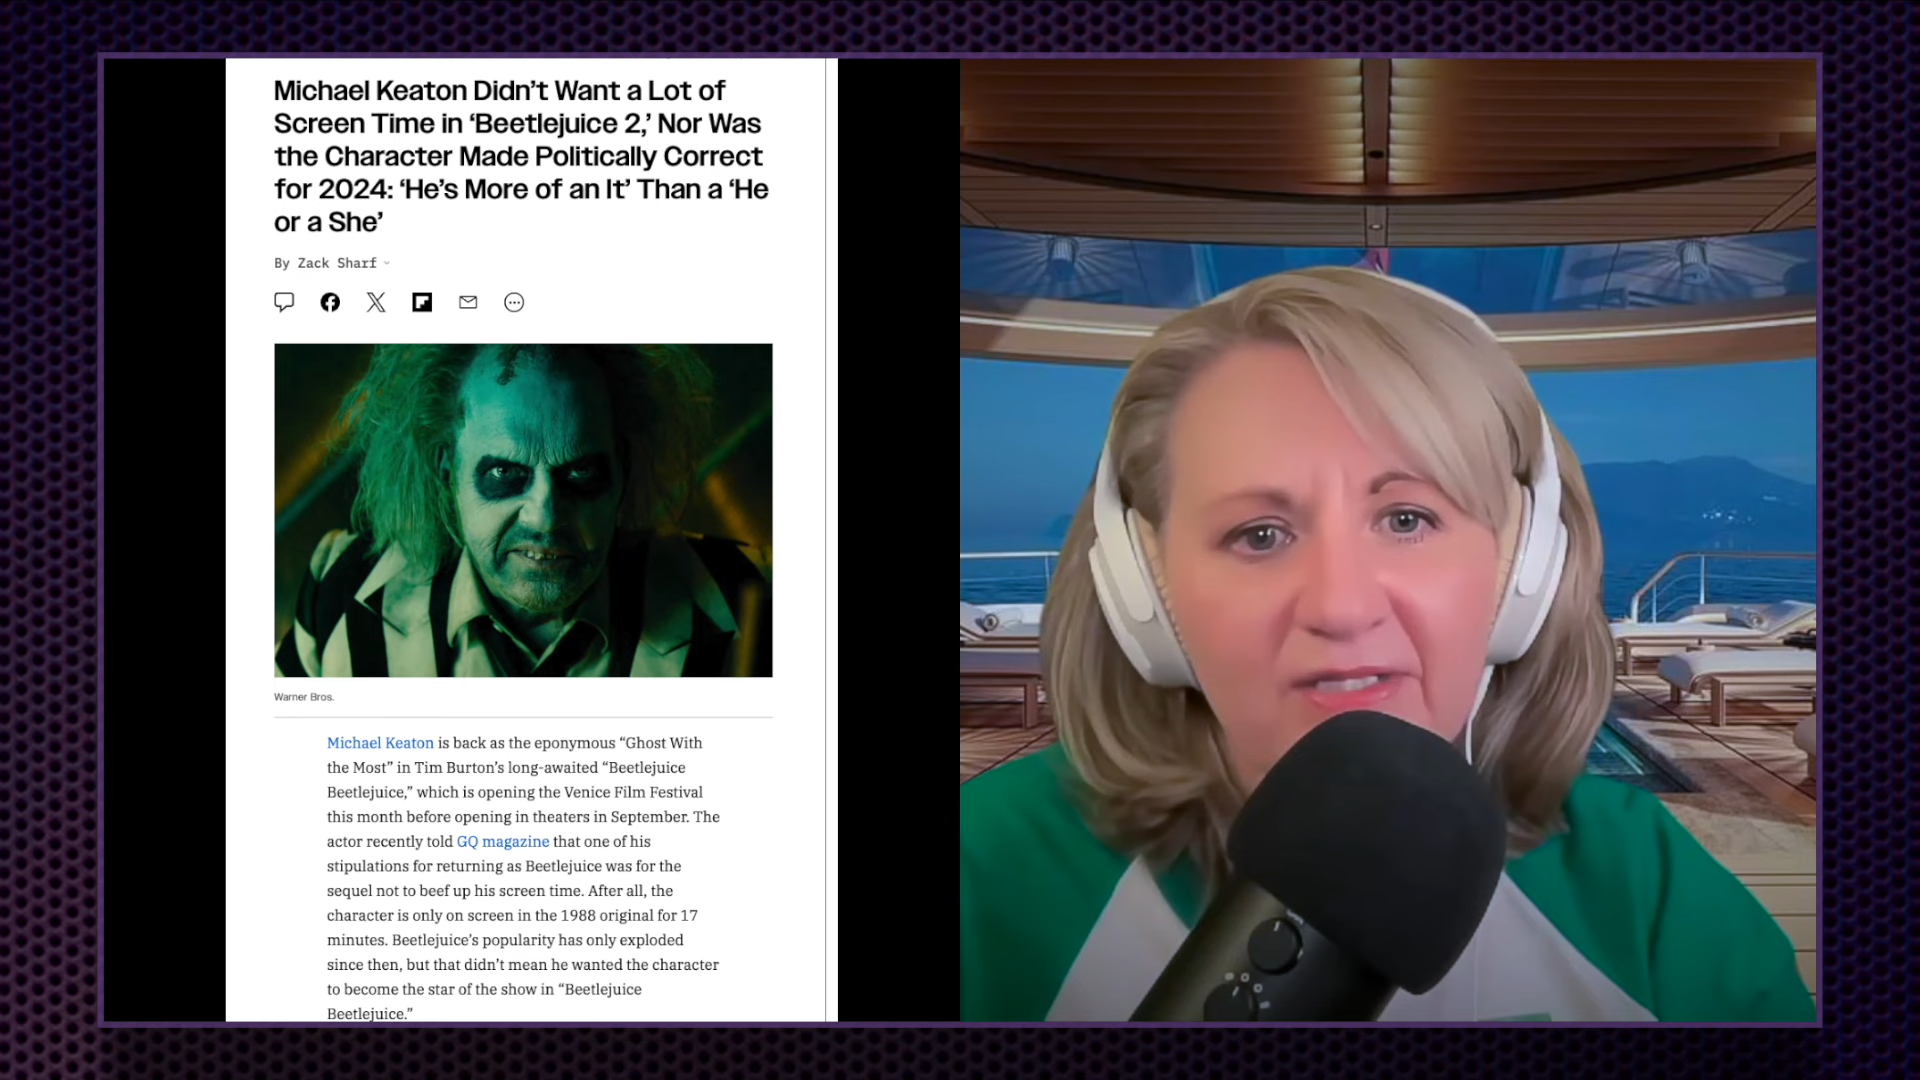 Michael Keaton Didn’t Want a Lot of
Screen Time in ‘Beetlejuice 2,’ Nor Was
the Character Made Politically Correct
for 2024: ‘He’s More of an It’ Than a ‘He
or a She’
By Zack Sharf
Warner Bros.
Michael Keaton is back as the eponymous “Ghost With
the Most” in Tim Burton’s long-awaited “Beetlejuice
Beetlejuice,” which is opening the Venice Film Festival
this month before opening in theaters in September. The
actor recently told GQ magazine that one of his
stipulations for returning as Beetlejuice was for the
sequel not to beef up his screen time. After all, the
character is only on screen in the 1988 original for 17
minutes. Beetlejuice’s popularity has only exploded
since then, but that didn’t mean he wanted the character
to become the star of the show in “Beetlejuice
Beetlejuice.”